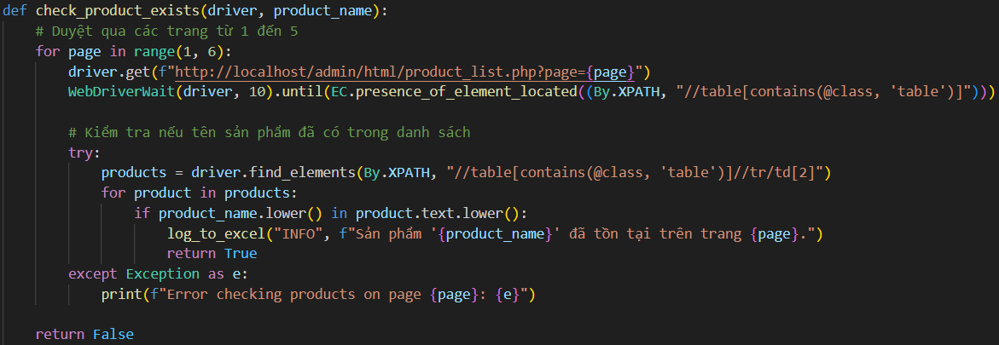 def check_product_exists(driver, product_name):
    # Duyệt qua các trang từ 1 đến 5
    for page in range(1, 6):
        driver.get(f"http://localhost/admin/html/product_list.php?page={page}")
        WebDriverWait(driver, 10).until(EC.presence_of_element_located((By.XPATH, "//table[contains(@class, 'table')]")))
        # Kiểm tra nếu tên sản phẩm đã có trong danh sách
        try:
            products = driver.find_elements(By.XPATH, "//table[contains(@class, 'table')]//tr/td[2]")
            for product in products:
                if product_name.lower() in product.text.lower():
                    log_to_excel("INFO", f"Sản phẩm '{product_name}' đã tồn tại trên trang {page}.")
                    return True
        except Exception as e:
            print(f"Error checking products on page {page}: {e}")
    return False